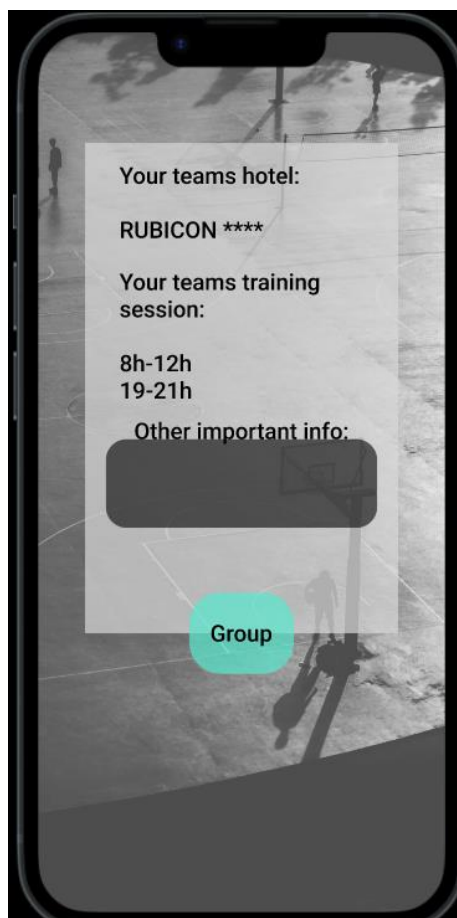 Your teams hotel:
RUBICON ****
Your teams training
session:
8h-12h
19-21h
Other important info:
Group